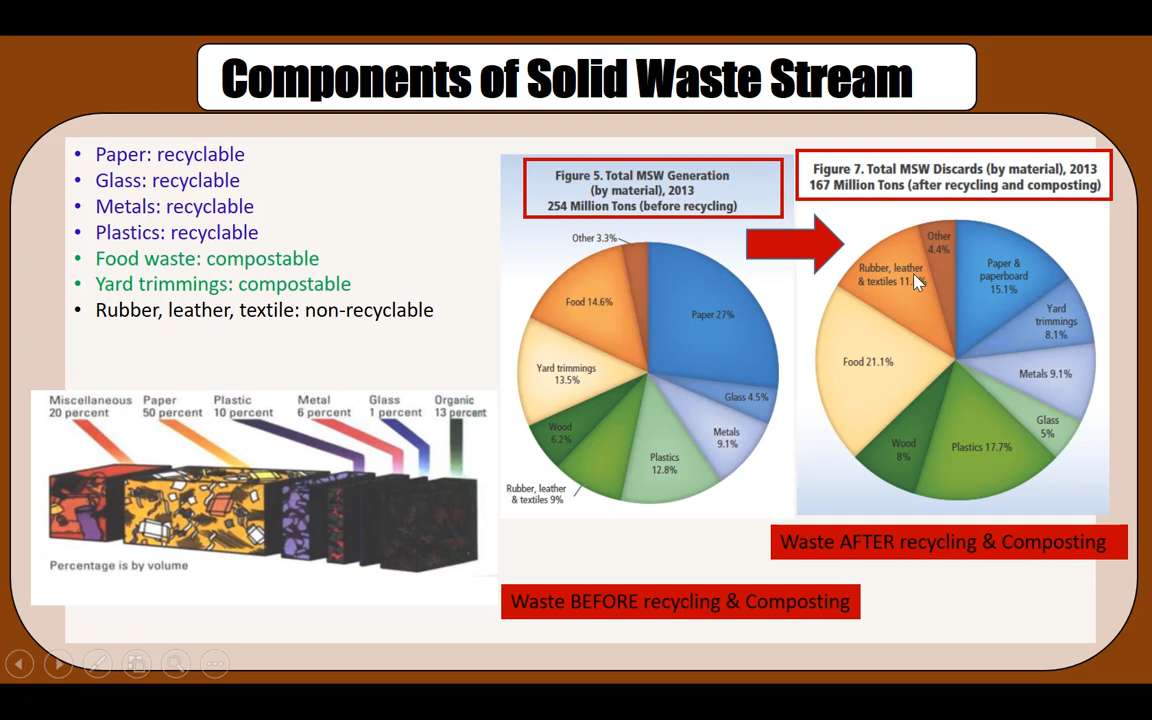 Components of Solid Waste Stream
• Paper: recyclable
• Glass: recyclable
• Metals: recyclable
• Plastics: recyclable
• Food waste: compostable
• Yard trimmings: compostable
• Rubber, leather, textile: non-recyclable
Miscellaneous
20 percent
Paper
50 percent
Plastic
10 percent
Metal
6 percent
Glass
1 percent
Organic
13 percent
Percentage is by volume
Figure 5. Total MSW Generation
(by material), 2013
254 Million Tons (before recycling)
Other 3.3%
Paper 27%
Glass 4.5%
Metals
9.1%
Plastics
12.8%
Rubber, leather
& textiles 9%
Wood
6.2%
Yard trimmings
13.5%
Food 14.6%
Waste BEFORE recycling & Composting
Figure 7. Total MSW Discards (by material), 2013
167 Million Tons (after recycling and composting)
Other
4.4%
Paper &
paperboard
15.1%
Yard
trimmings
8.1%
Metals 9.1%
Glass
5%
Plastics 17.7%
Wood
8%
Food 21.1%
Rubber, leather
& textiles
Waste AFTER recycling & Composting